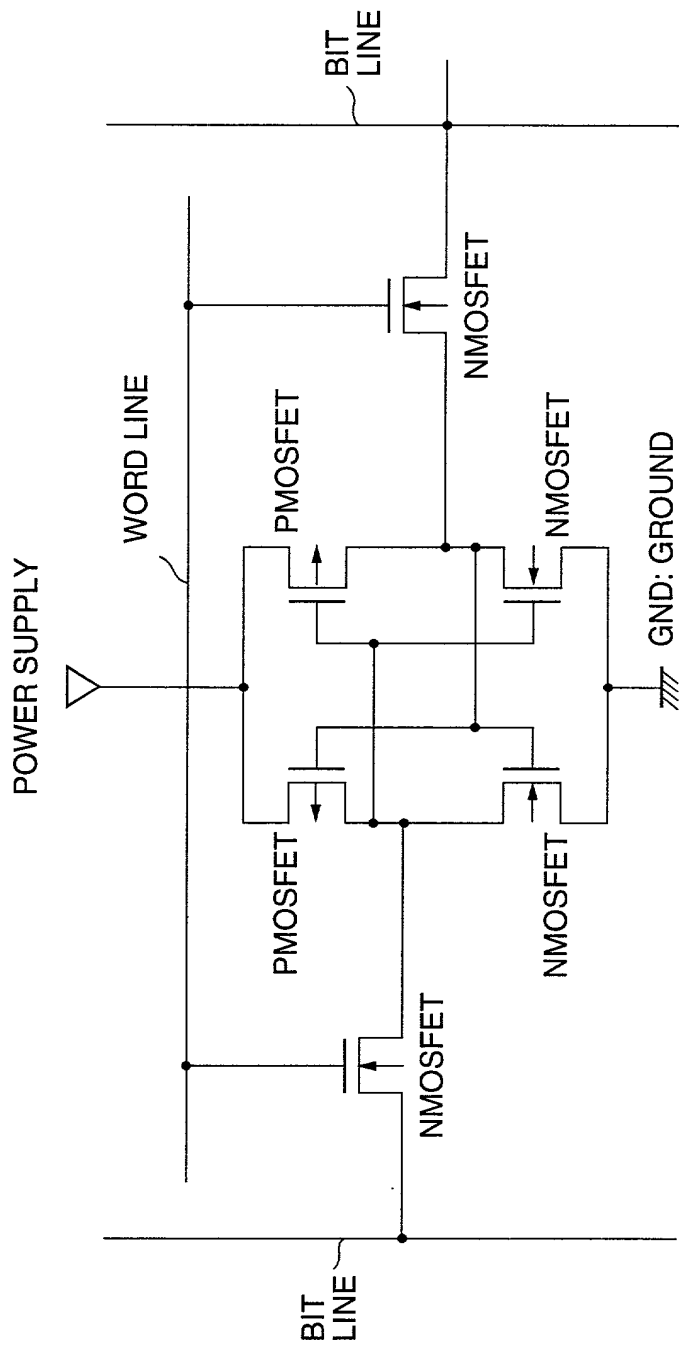 POWER SUPPLY
WORD LINE
BIT
LINE
PMOSFET
PMOSFET
NMOSFET
NMOSFET
NMOSFET
NMOSFET
BIT
LINE
GND: GROUND